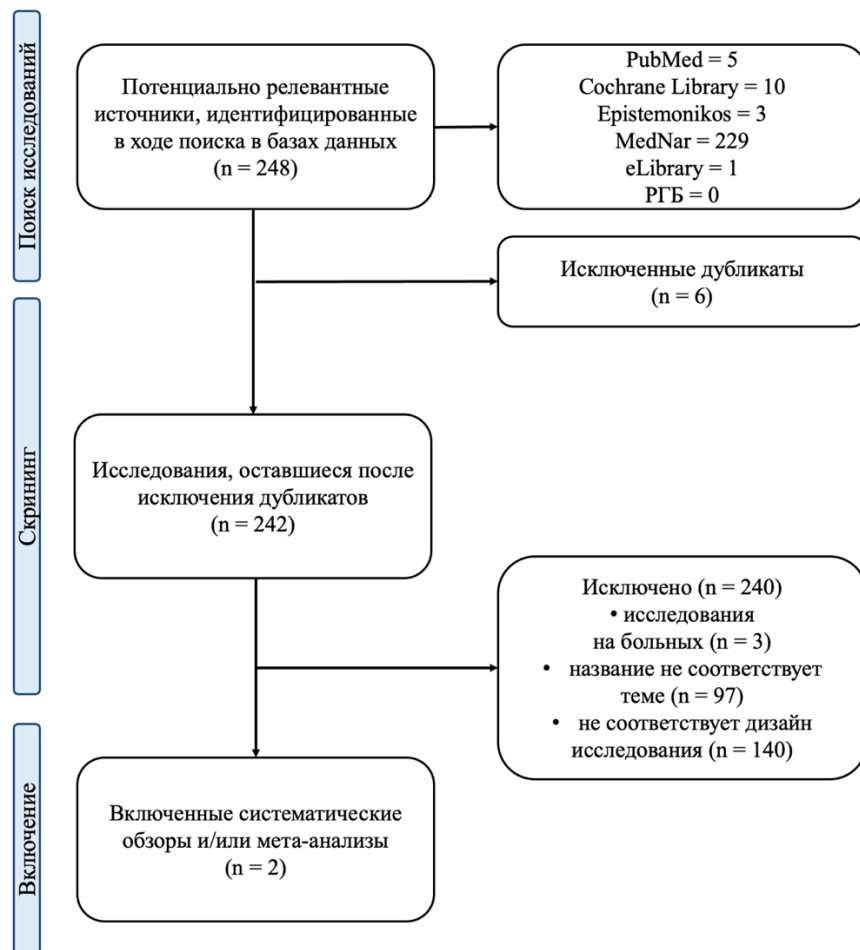 Поиск исследований
Потенциально релевантные
источники, идентифицированные
в ходе поиска в базах данных
(n = 248)
PubMed = 5
Cochrane Library = 10
Epistemonikos = 3
MedNar = 229
eLibrary = 1
РГБ = 0
Исключенные дубликаты
(n = 6)
Скрининг
Исследования, оставшиеся после
исключения дубликатов
(n = 242)
Исключено (n = 240)
• исследования
на больных (n = 3)
• название не соответствует
теме (n = 97)
• не соответствует дизайн
исследования (n = 140)
Включение
Включенные систематические
обзоры и/или мета-анализы
(n = 2)